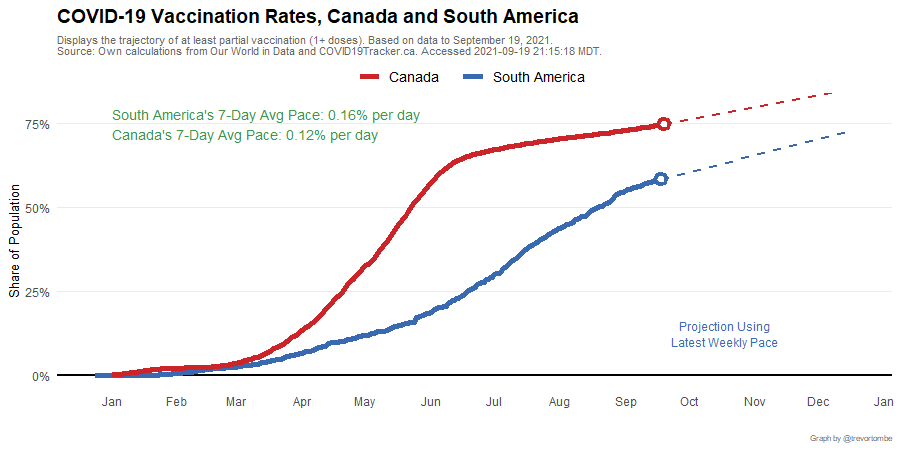 COVID-19 Vaccination Rates, Canada and South America
Displays the trajectory of at least partial vaccination (1+ doses). Based on data to September 19, 2021.
Source: Own calculations from Our World in Data and COVID19Tracker.ca. Accessed 2021-09-19 21:15:18 MDT.
Canada South America
South America's 7-Day Avg Pace: 0.16% per day
Canada's 7-Day Avg Pace: 0.12% per day
75%
50%
25%
0%
Share of Population
Projection Using
Latest Weekly Pace
Jan Feb Mar Apr May Jun Jul Aug Sep Oct Nov Dec Jan
Graph by @trevortombe